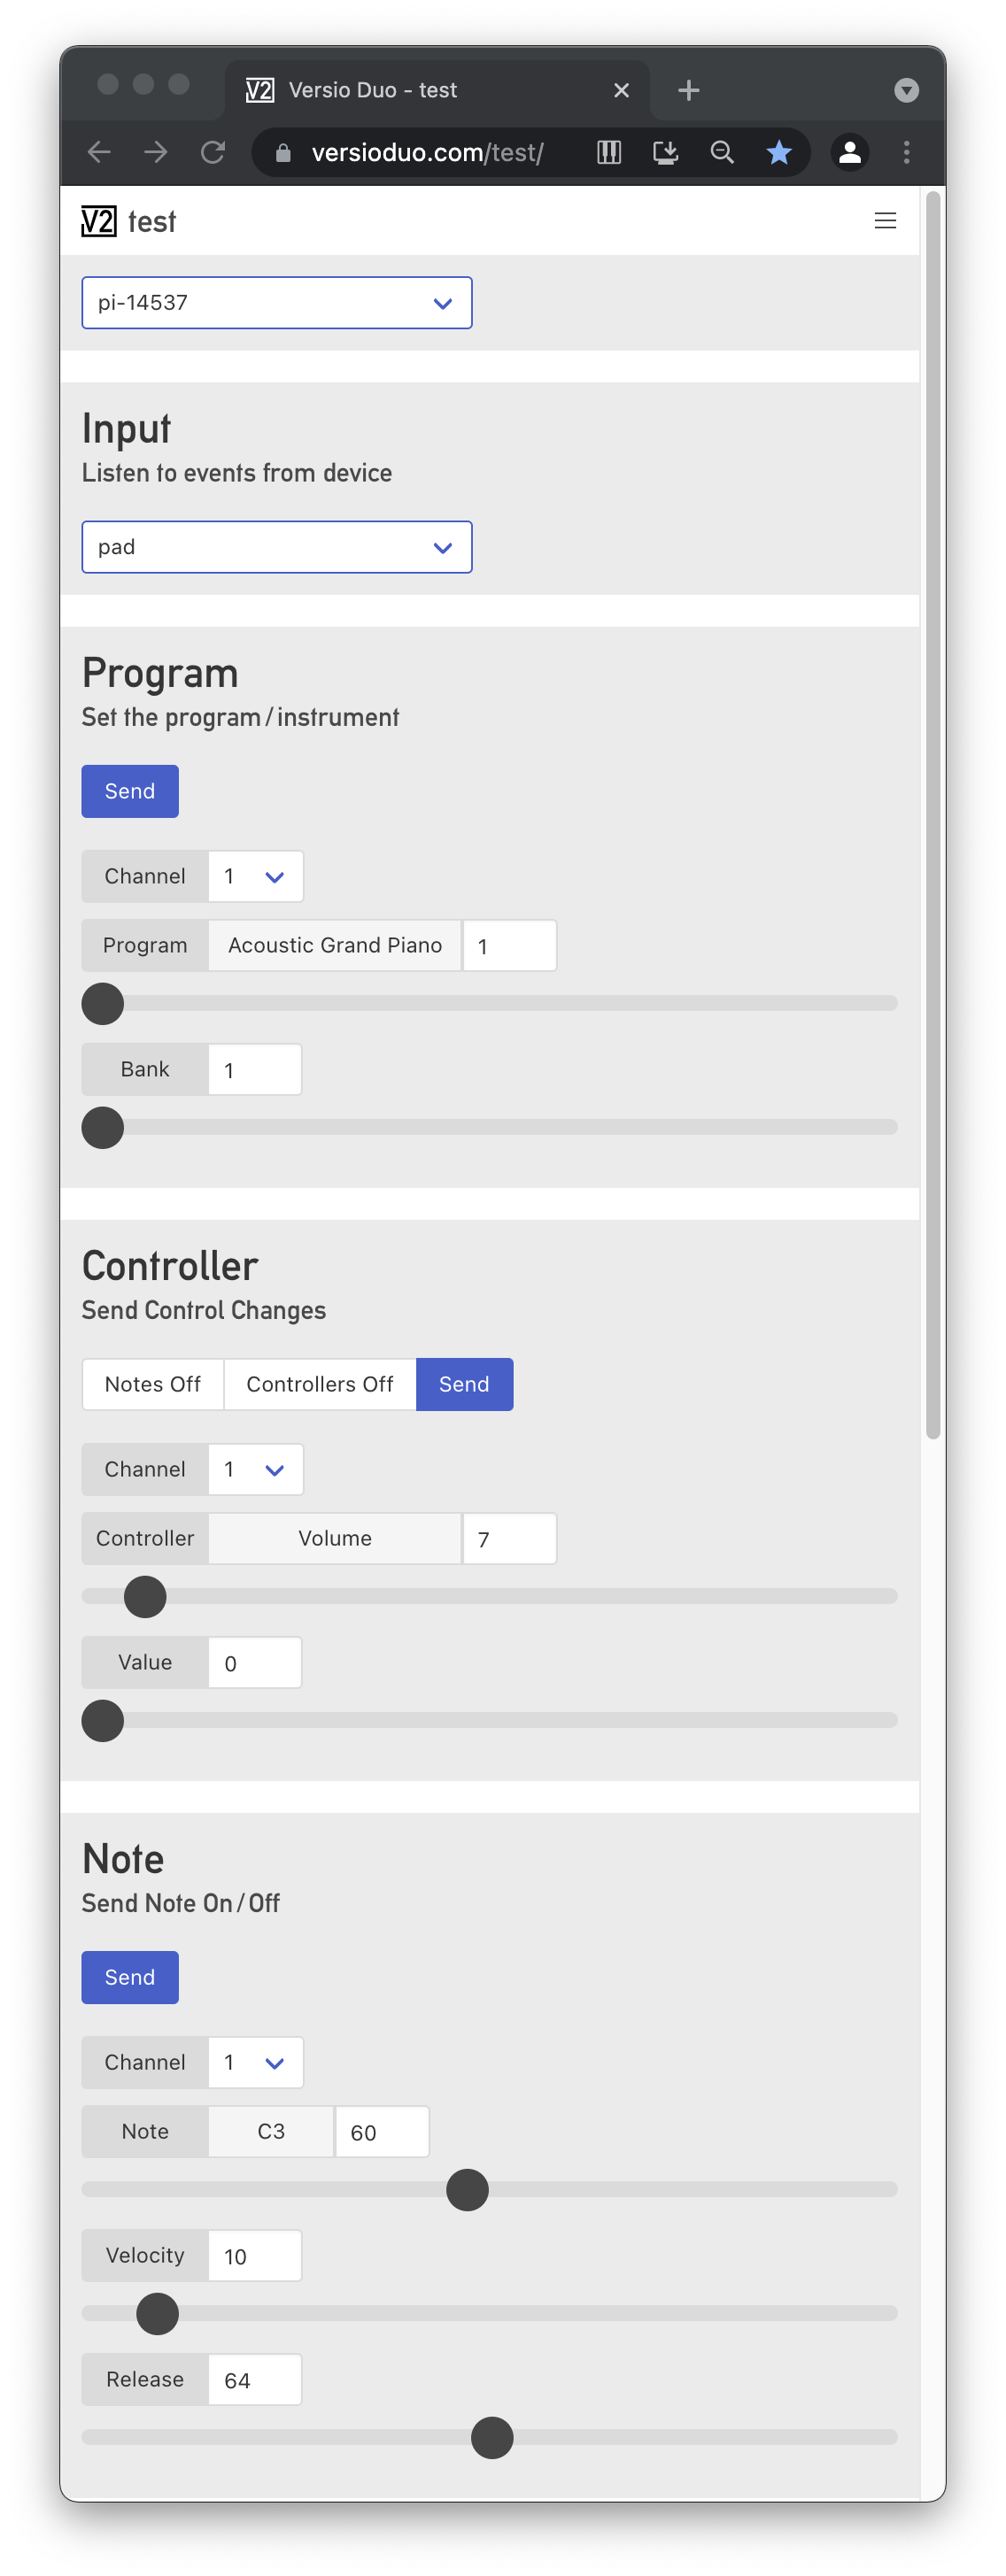 V2 Versio Duo - test
versioduo.com/test/
V2 test
pi-14537
Input
Listen to events from device
pad
Program
Set the program/instrument
Send
Channel 1
Program Acoustic Grand Piano 1
Bank 1
Controller
Send Control Changes
Notes Off Controllers Off Send
Channel 1
Controller Volume 7
Value 0
Note
Send Note On/Off
Send
Channel 1
Note C3 60
Velocity 10
Release 64